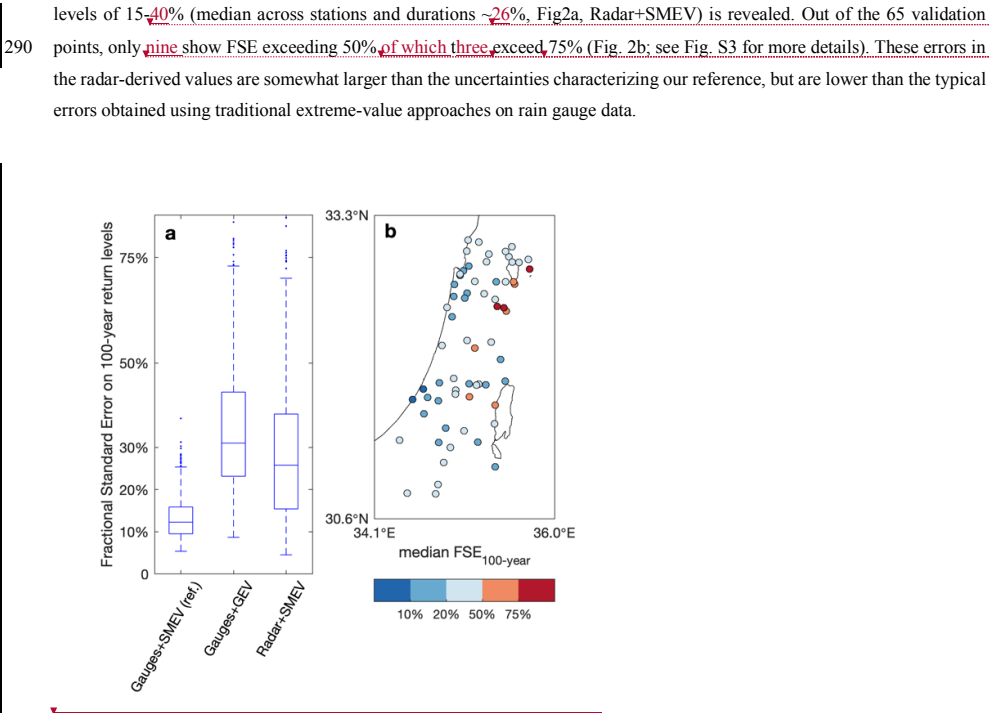 levels of 15-40% (median across stations and durations ~26%, Fig2a, Radar+SMEV) is revealed. Out of the 65 validation
290 points, only nine show FSE exceeding 50% of which three exceed 75% (Fig. 2b; see Fig. S3 for more details). These errors in
the radar-derived values are somewhat larger than the uncertainties characterizing our reference, but are lower than the typical
errors obtained using traditional extreme-value approaches on rain gauge data.
Fractional Standard Error on 100-year return levels
a
75%
50%
30%
20%
10%
0
Gauges+SMEV (ref.)
Gauges+GEV
Radar+SMEV
33.3°N
b
30.6°N
34.1°E 36.0°E
median FSE100-year
10% 20% 50% 75%